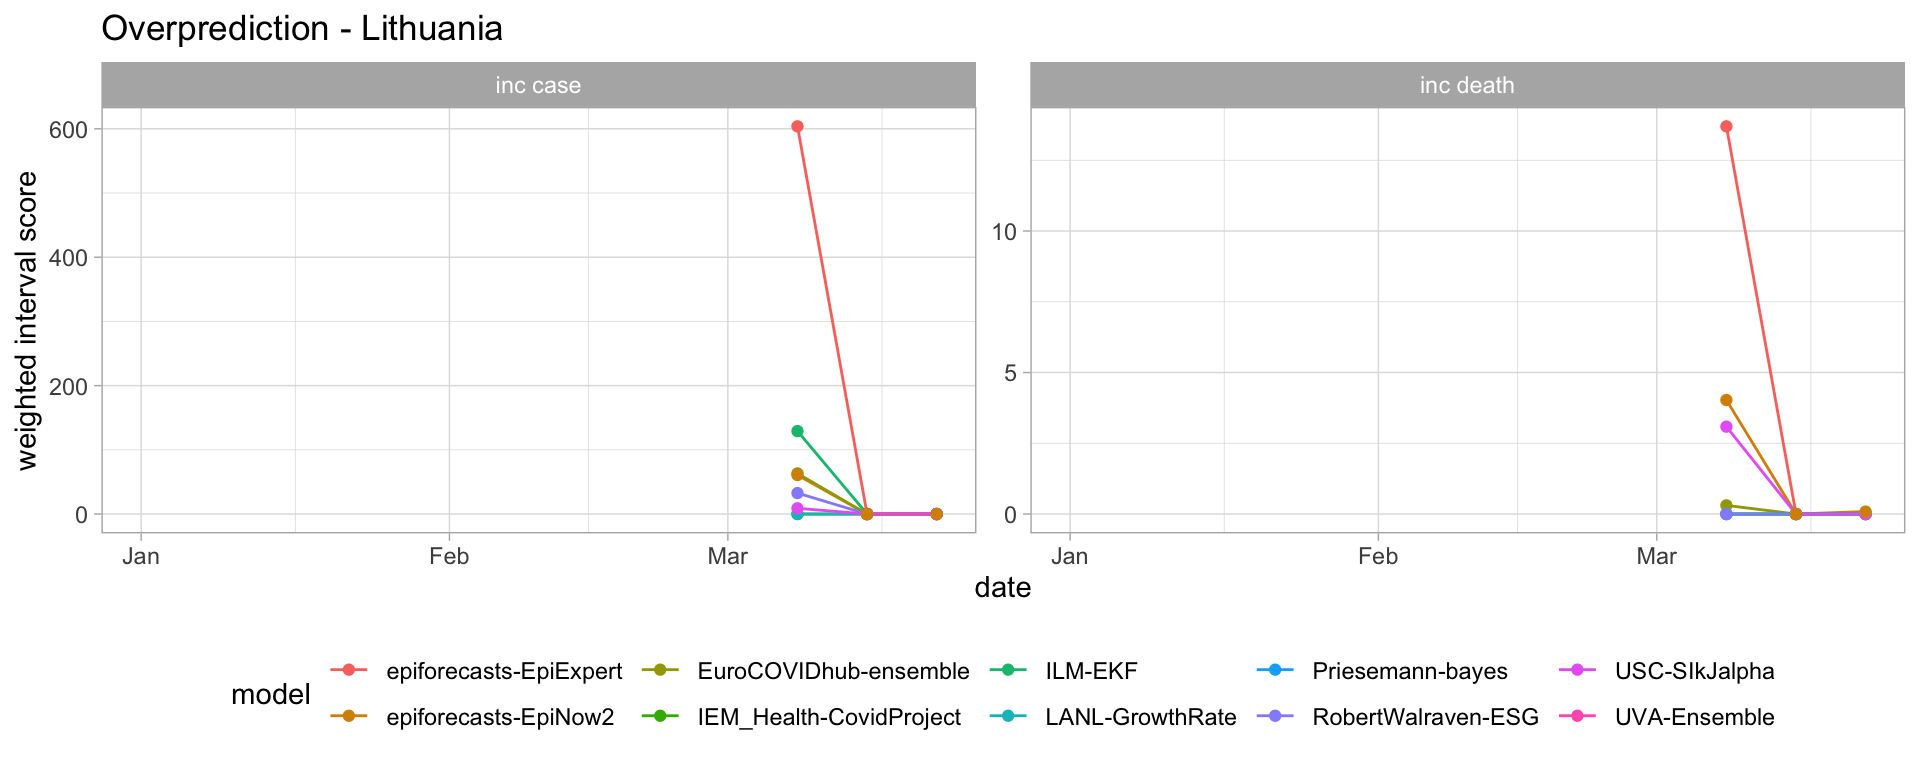 Overprediction - Lithuania
inc case
inc death
weighted interval score
600
400
200
0
10
5
0
Jan
Feb
Mar
Jan
Feb
Mar
date
model
epiforecasts-EpiExpert
EuroCOVIDhub-ensemble
ILM-EKF
Priesemann-bayes
USC-SIkJalpha
epiforecasts-EpiNow2
IEM_Health-CovidProject
LANL-GrowthRate
RobertWalraven-ESG
UVA-Ensemble